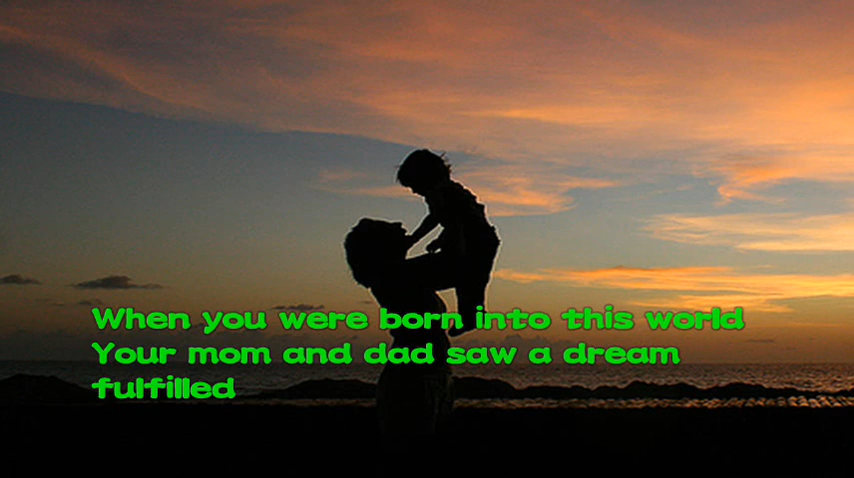 When you were born into this world
Your mom and dad saw a dream
fulfilled